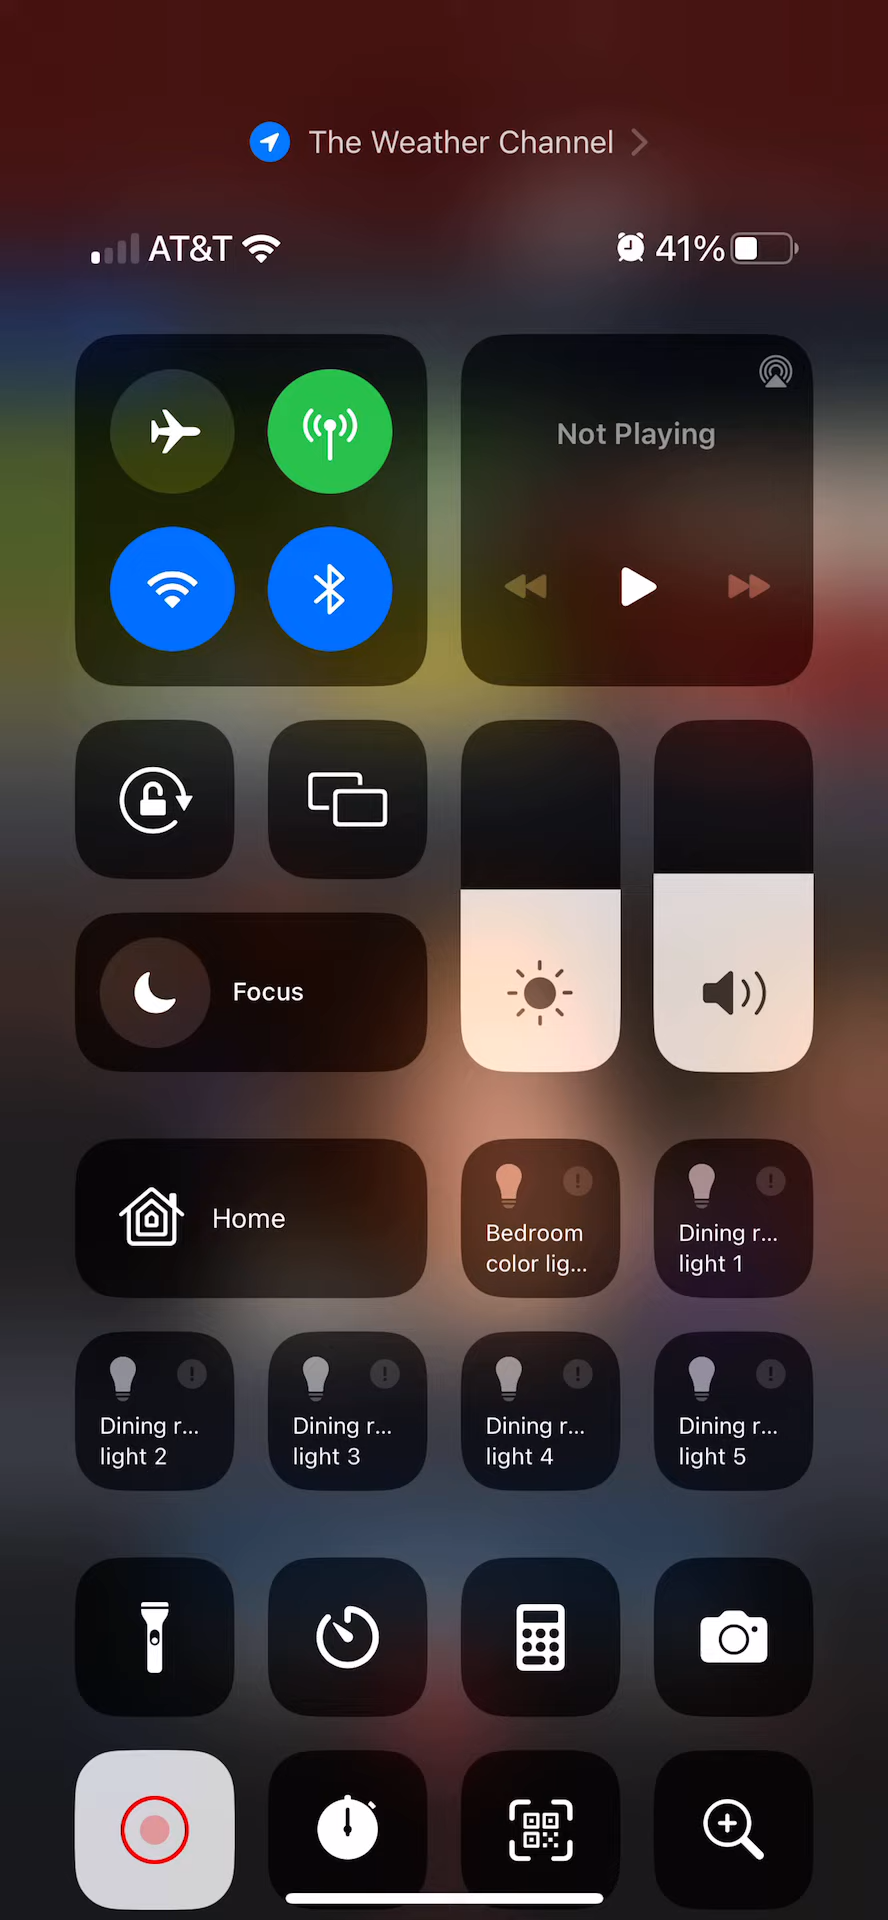 The Weather Channel
AT&T 41%
Not Playing
Focus
Home
Bedroom
color lig...
Dining r...
light 1
Dining r...
light 2
Dining r...
light 3
Dining r...
light 4
Dining r...
light 5